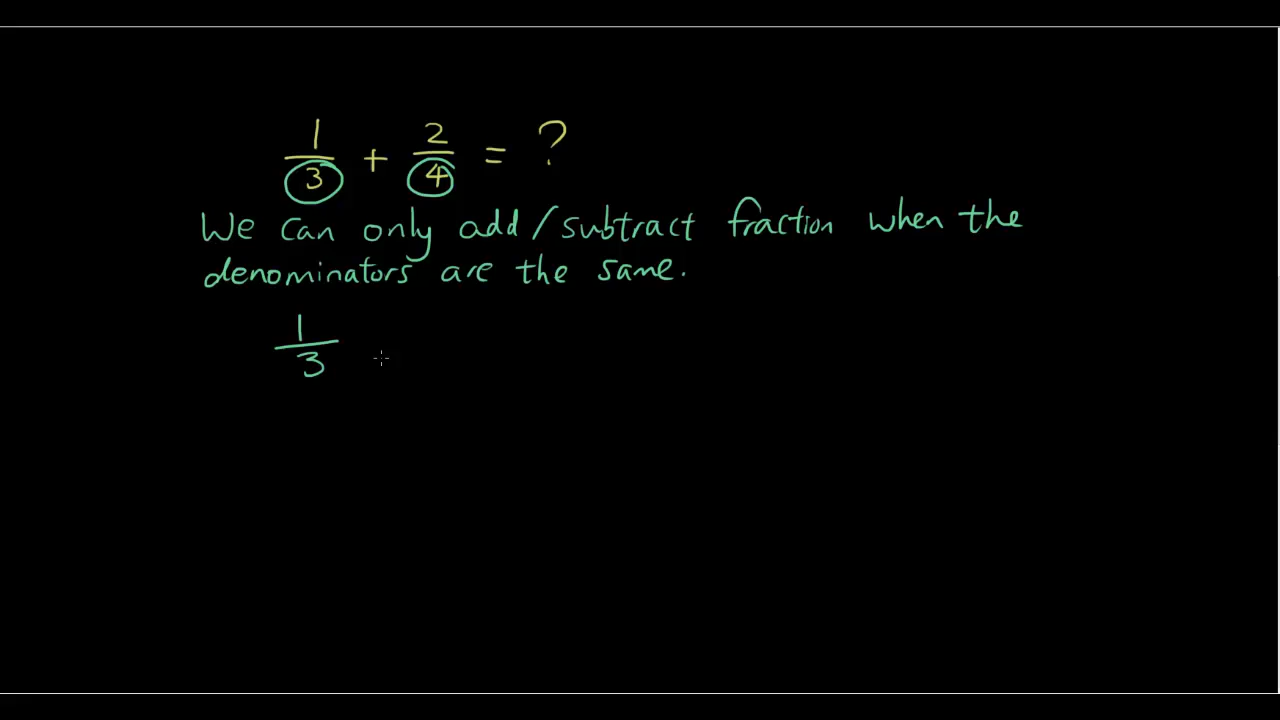 1/3 + 2/4 = ?
We can only add/subtract fraction when the
denominators are the same.
1/3